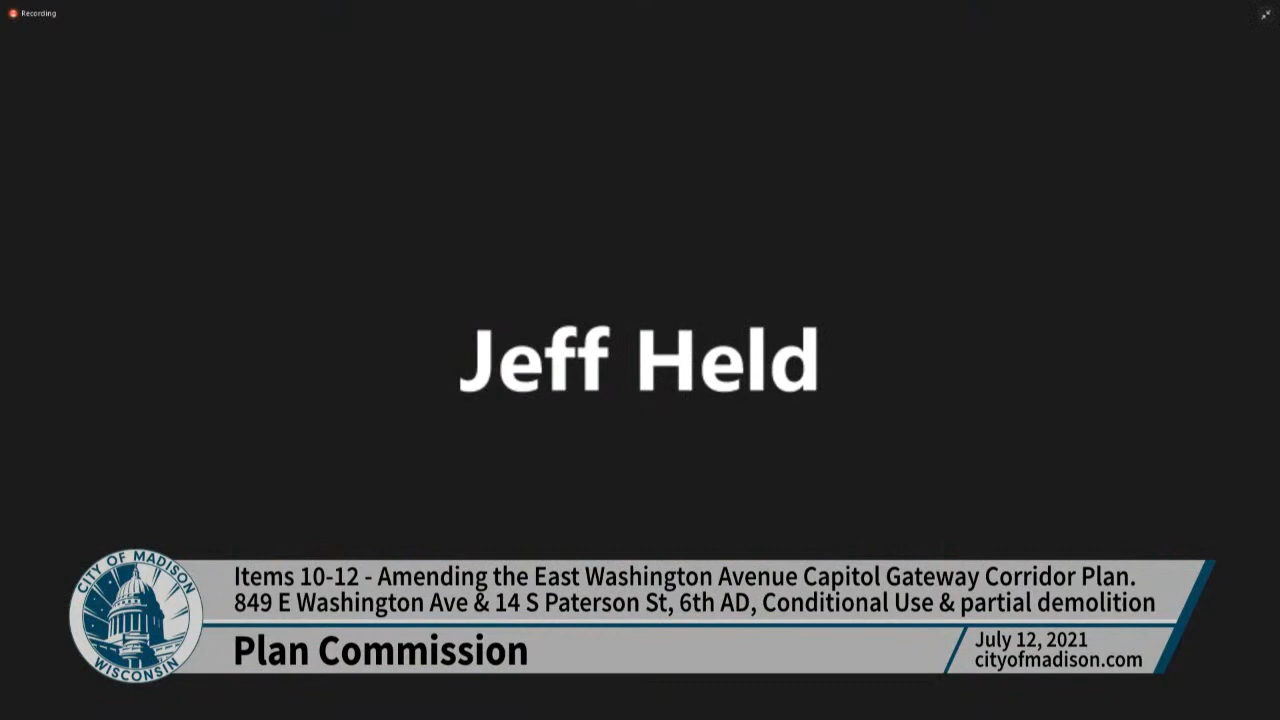 Recording
Jeff Held
CITY OF MADISON
WISCONSIN
Items 10-12 - Amending the East Washington Avenue Capitol Gateway Corridor Plan.
849 E Washington Ave & 14 S Paterson St, 6th AD, Conditional Use & partial demolition
Plan Commission
July 12, 2021
cityofmadison.com